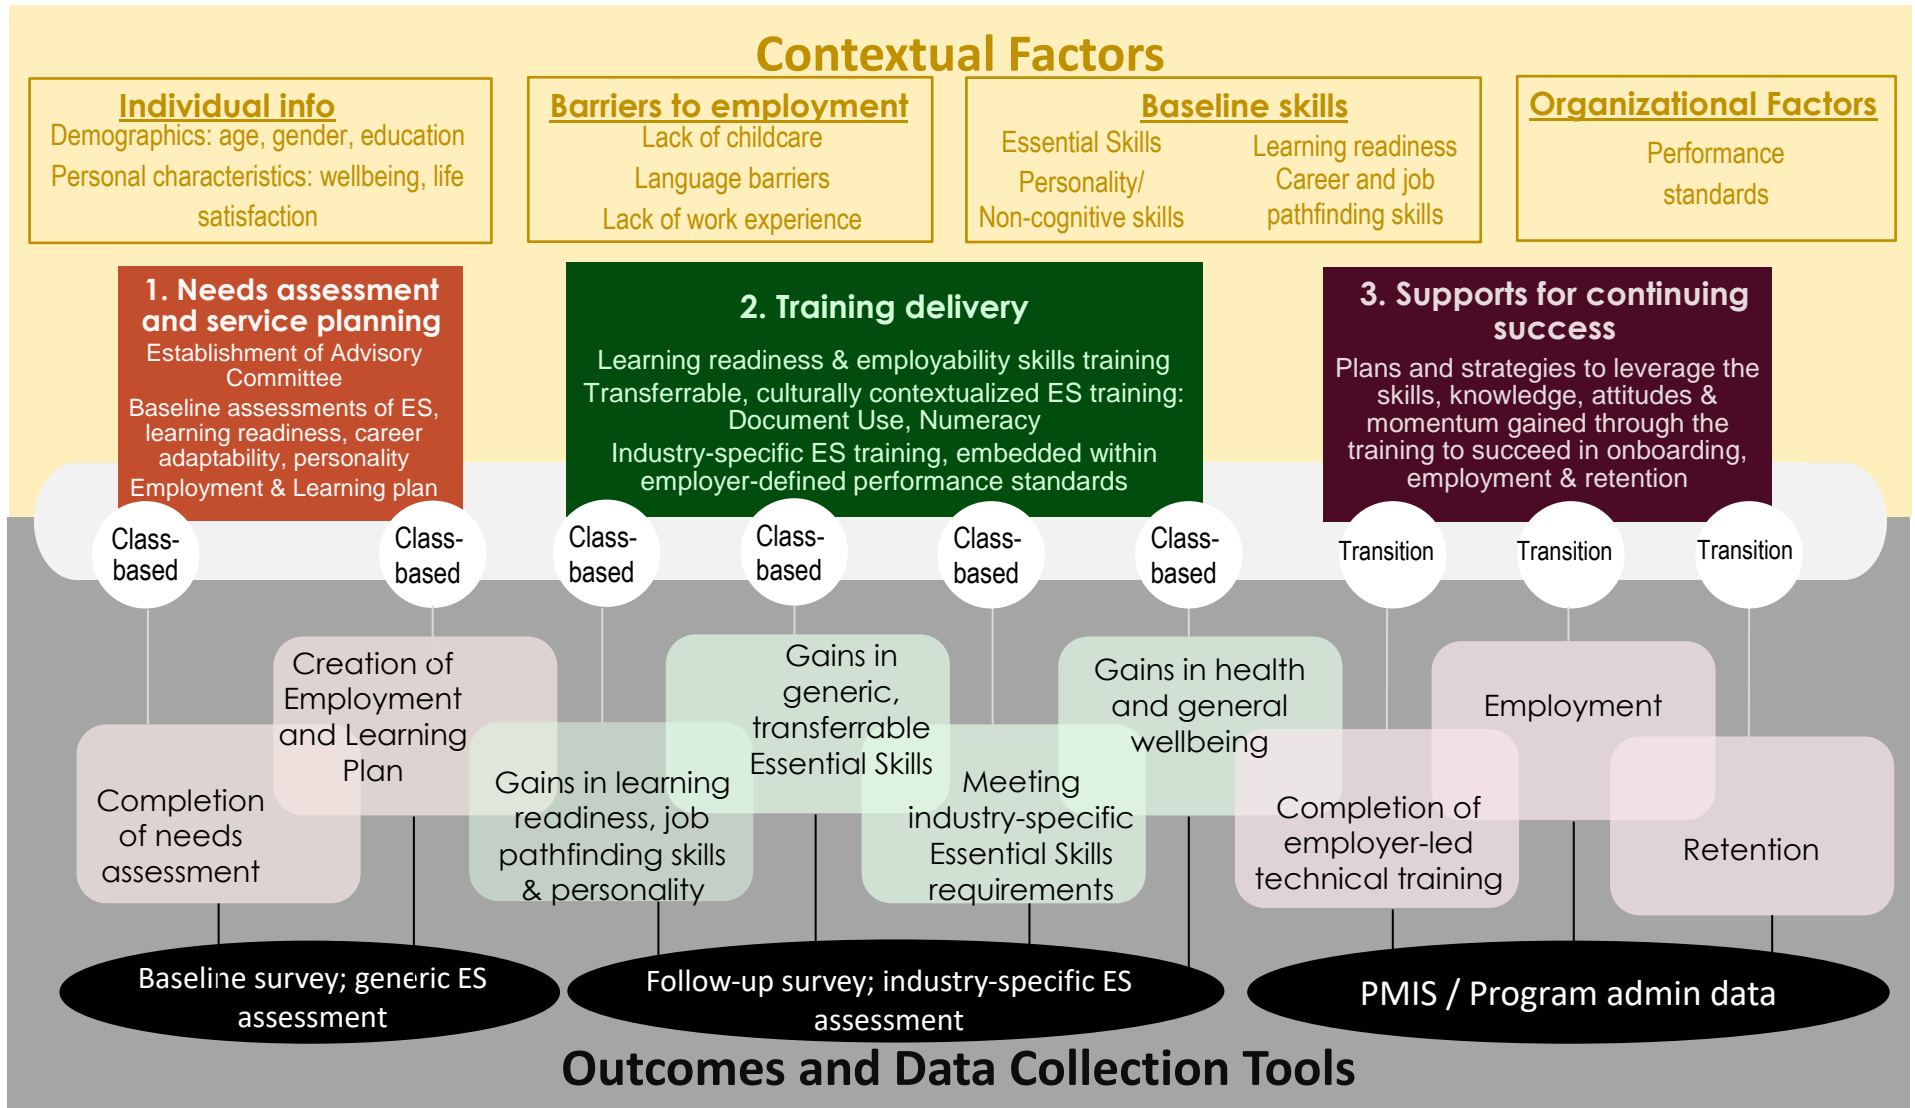 Contextual Factors
Individual info
Demographics: age, gender, education
Personal characteristics: wellbeing, life
satisfaction
Barriers to employment
Lack of childcare
Language barriers
Lack of work experience
Baseline skills
Essential Skills
Personality/
Non-cognitive skills
Learning readiness
Career and job
pathfinding skills
Organizational Factors
Performance
standards
1. Needs assessment
and service planning
Establishment of Advisory
Committee
Baseline assessments of ES,
learning readiness, career
adaptability, personality
Employment & Learning plan
2. Training delivery
Learning readiness & employability skills training
Transferrable, culturally contextualized ES training:
Document Use, Numeracy
Industry-specific ES training, embedded within
employer-defined performance standards
3. Supports for continuing
success
Plans and strategies to leverage the
skills, knowledge, attitudes &
momentum gained through the
training to succeed in onboarding,
employment & retention
Class-
based
Class-
based
Class-
based
Class-
based
Class-
based
Class-
based
Transition
Transition
Transition
Completion
of needs
assessment
Creation of
Employment
and Learning
Plan
Gains in learning
readiness, job
pathfinding skills
& personality
Gains in
generic,
transferrable
Essential Skills
Meeting
industry-specific
Essential Skills
requirements
Gains in health
and general
wellbeing
Completion of
employer-led
technical training
Employment
Retention
Baseline survey; generic ES
assessment
Follow-up survey; industry-specific ES
assessment
PMIS / Program admin data
Outcomes and Data Collection Tools